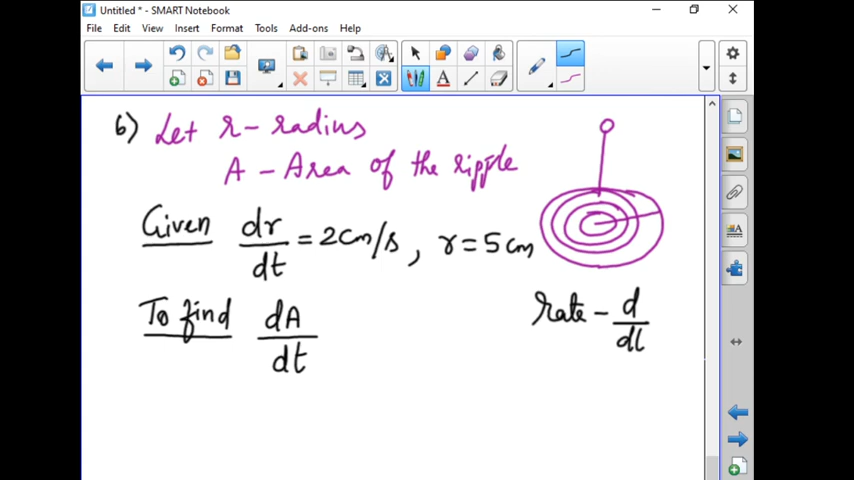 Untitled * - SMART Notebook
File Edit View Insert Format Tools Add-ons Help
6) Let r - radius
A - Area of the ripple
Given dr/dt = 2cm/s, r = 5cm
To find dA/dt
rate - d/dt